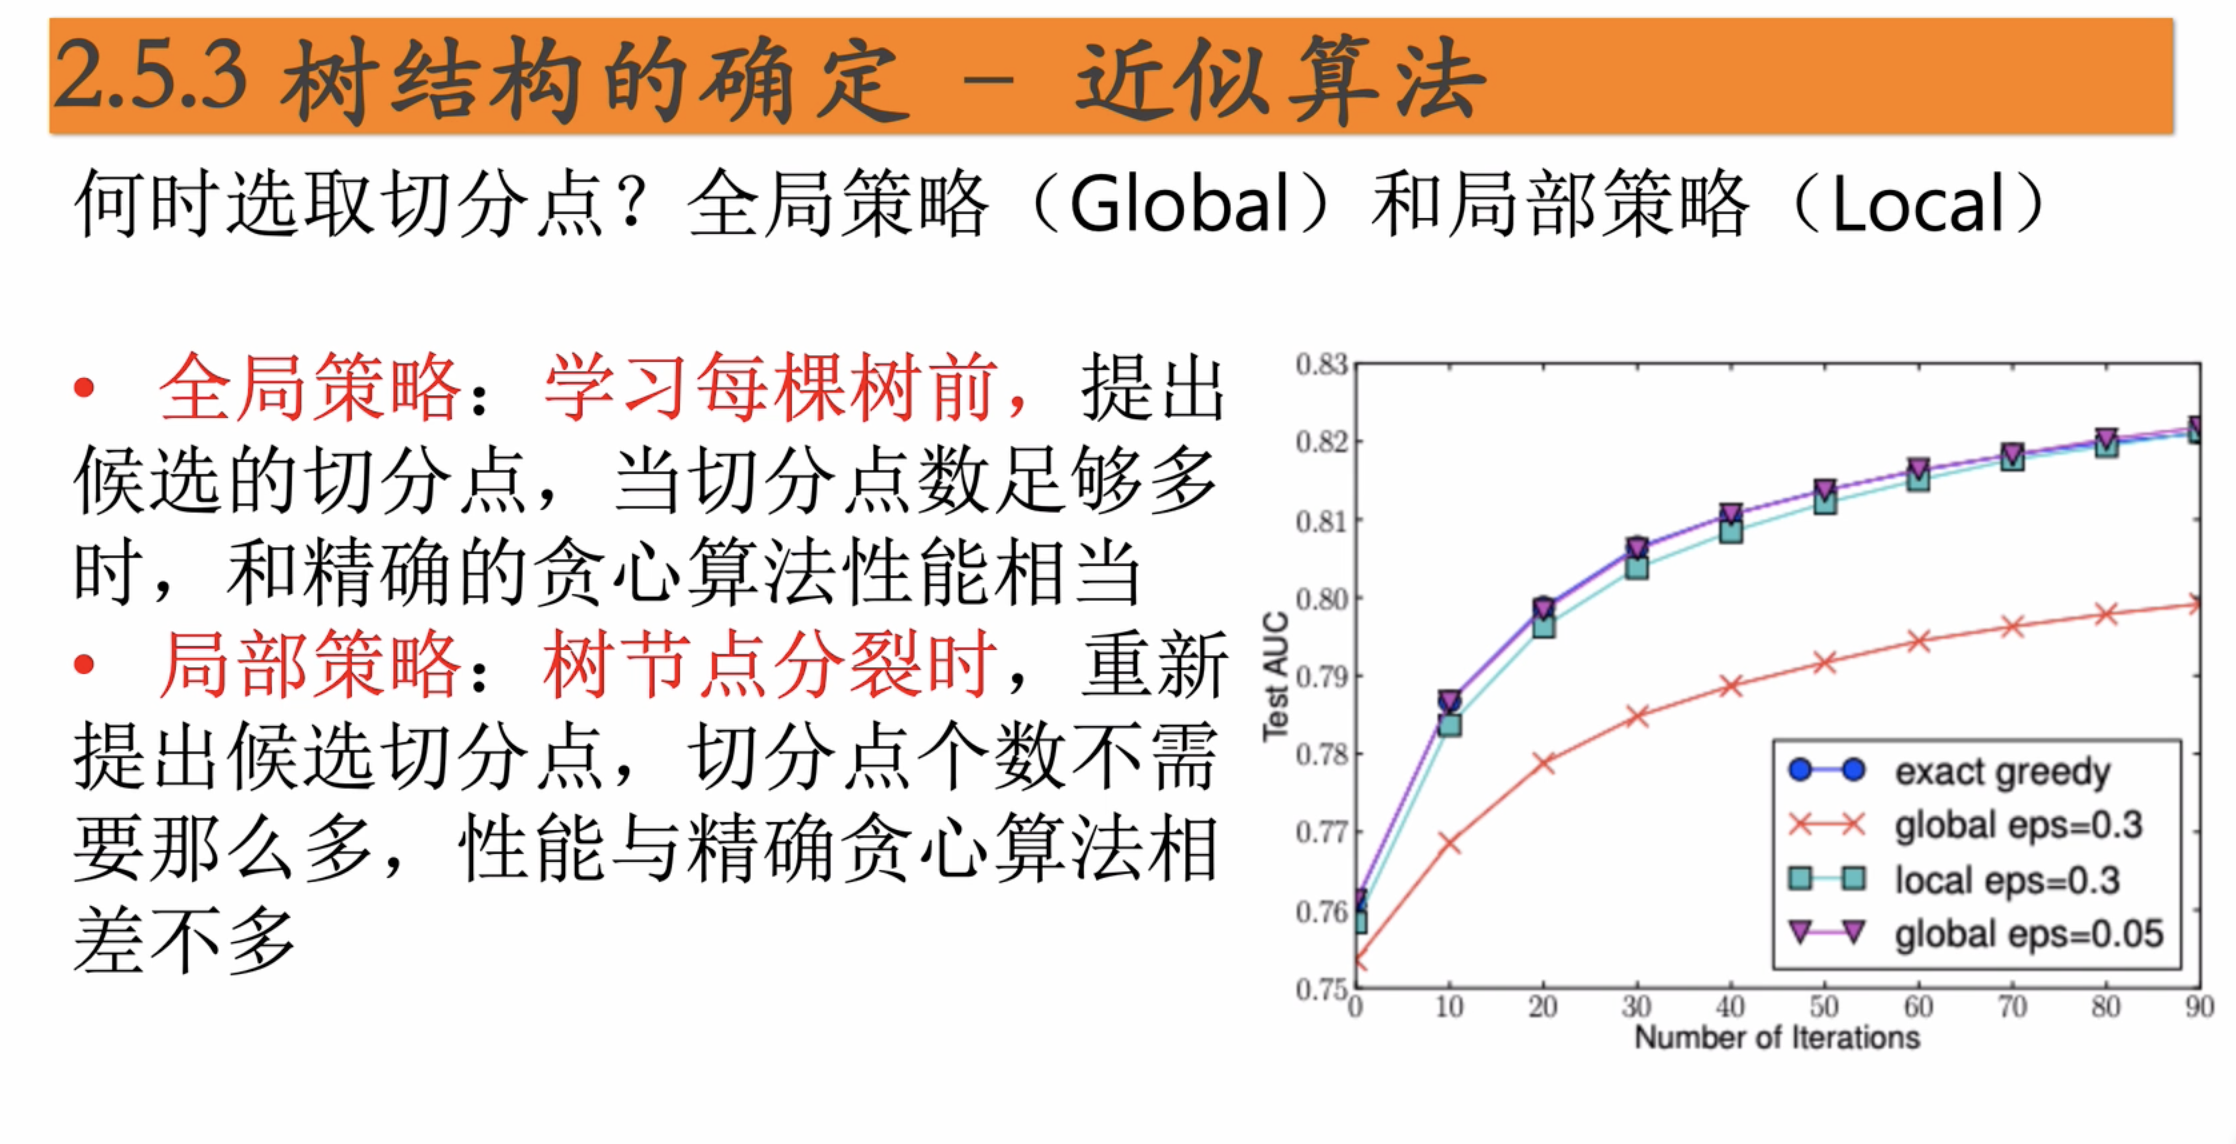 2.5.3 树结构的确定 – 近似算法
何时选取切分点？全局策略（Global）和局部策略（Local）
• 全局策略：学习每棵树前，提出
候选的切分点，当切分点数足够多
时，和精确的贪心算法性能相当
• 局部策略：树节点分裂时，重新
提出候选切分点，切分点个数不需
要那么多，性能与精确贪心算法相
差不多
0.83
0.82
0.81
0.80
0.79
0.78
0.77
0.76
0.75
Test AUC
exact greedy
global eps=0.3
local eps=0.3
global eps=0.05
0 10 20 30 40 50 60 70 80 90
Number of Iterations